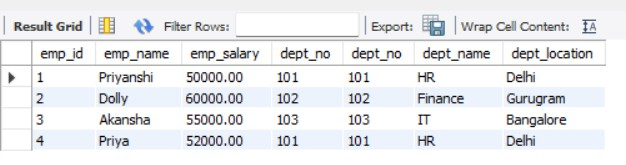 Result Grid Filter Rows: Export: Wrap Cell Content: IA
emp_id emp_name emp_salary dept_no dept_no dept_name dept_location
1 Priyanshi 50000.00 101 101 HR Delhi
2 Dolly 60000.00 102 102 Finance Gurugram
3 Akansha 55000.00 103 103 IT Bangalore
4 Priya 52000.00 101 101 HR Delhi